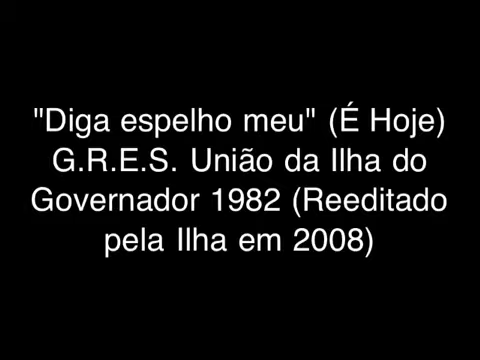 "Diga espelho meu" (É Hoje)
G.R.E.S. União da Ilha do
Governador 1982 (Reeditado
pela Ilha em 2008)